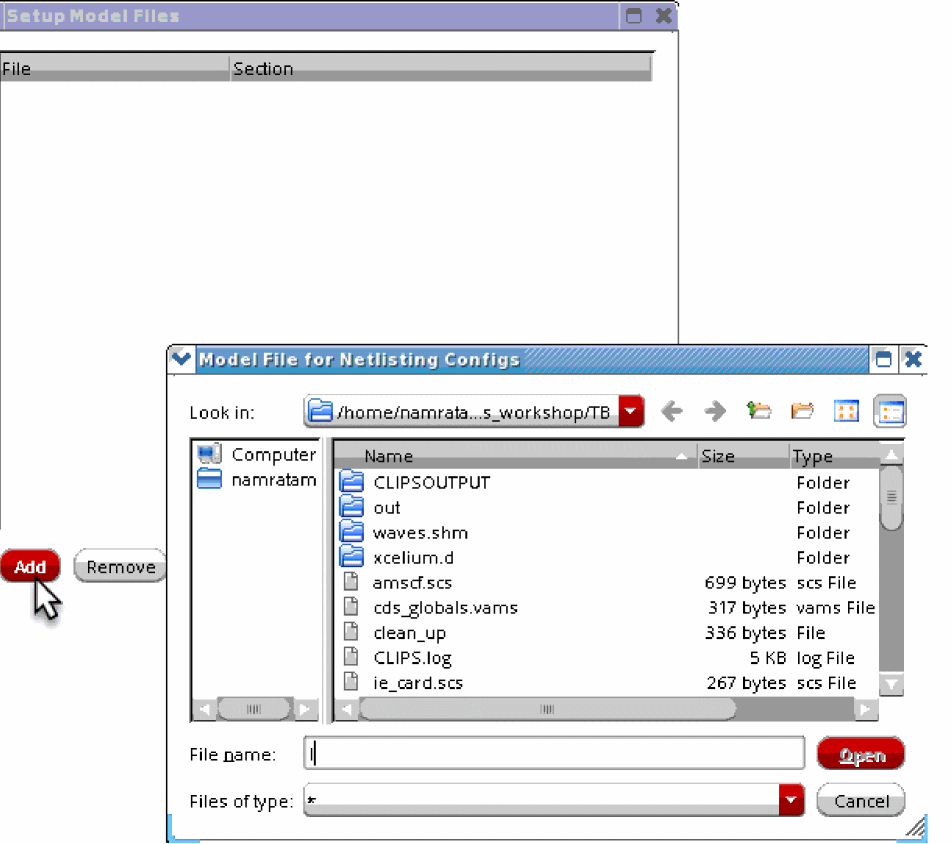 Setup Model Files
File Section
Add Remove
Model File for Netlisting Configs
Look in: /home/namrata...s_workshop/TB
Computer
namratam
Name Size Type
CLIPSOUTPUT Folder
out Folder
waves.shm Folder
xcelium.d Folder
amscf.scs 699 bytes scs File
cds_globals.vams 317 bytes vams File
clean_up 336 bytes File
CLIPS.log 5 KB log File
ie_card.scs 267 bytes scs File
File name: Open
Files of type: * Cancel